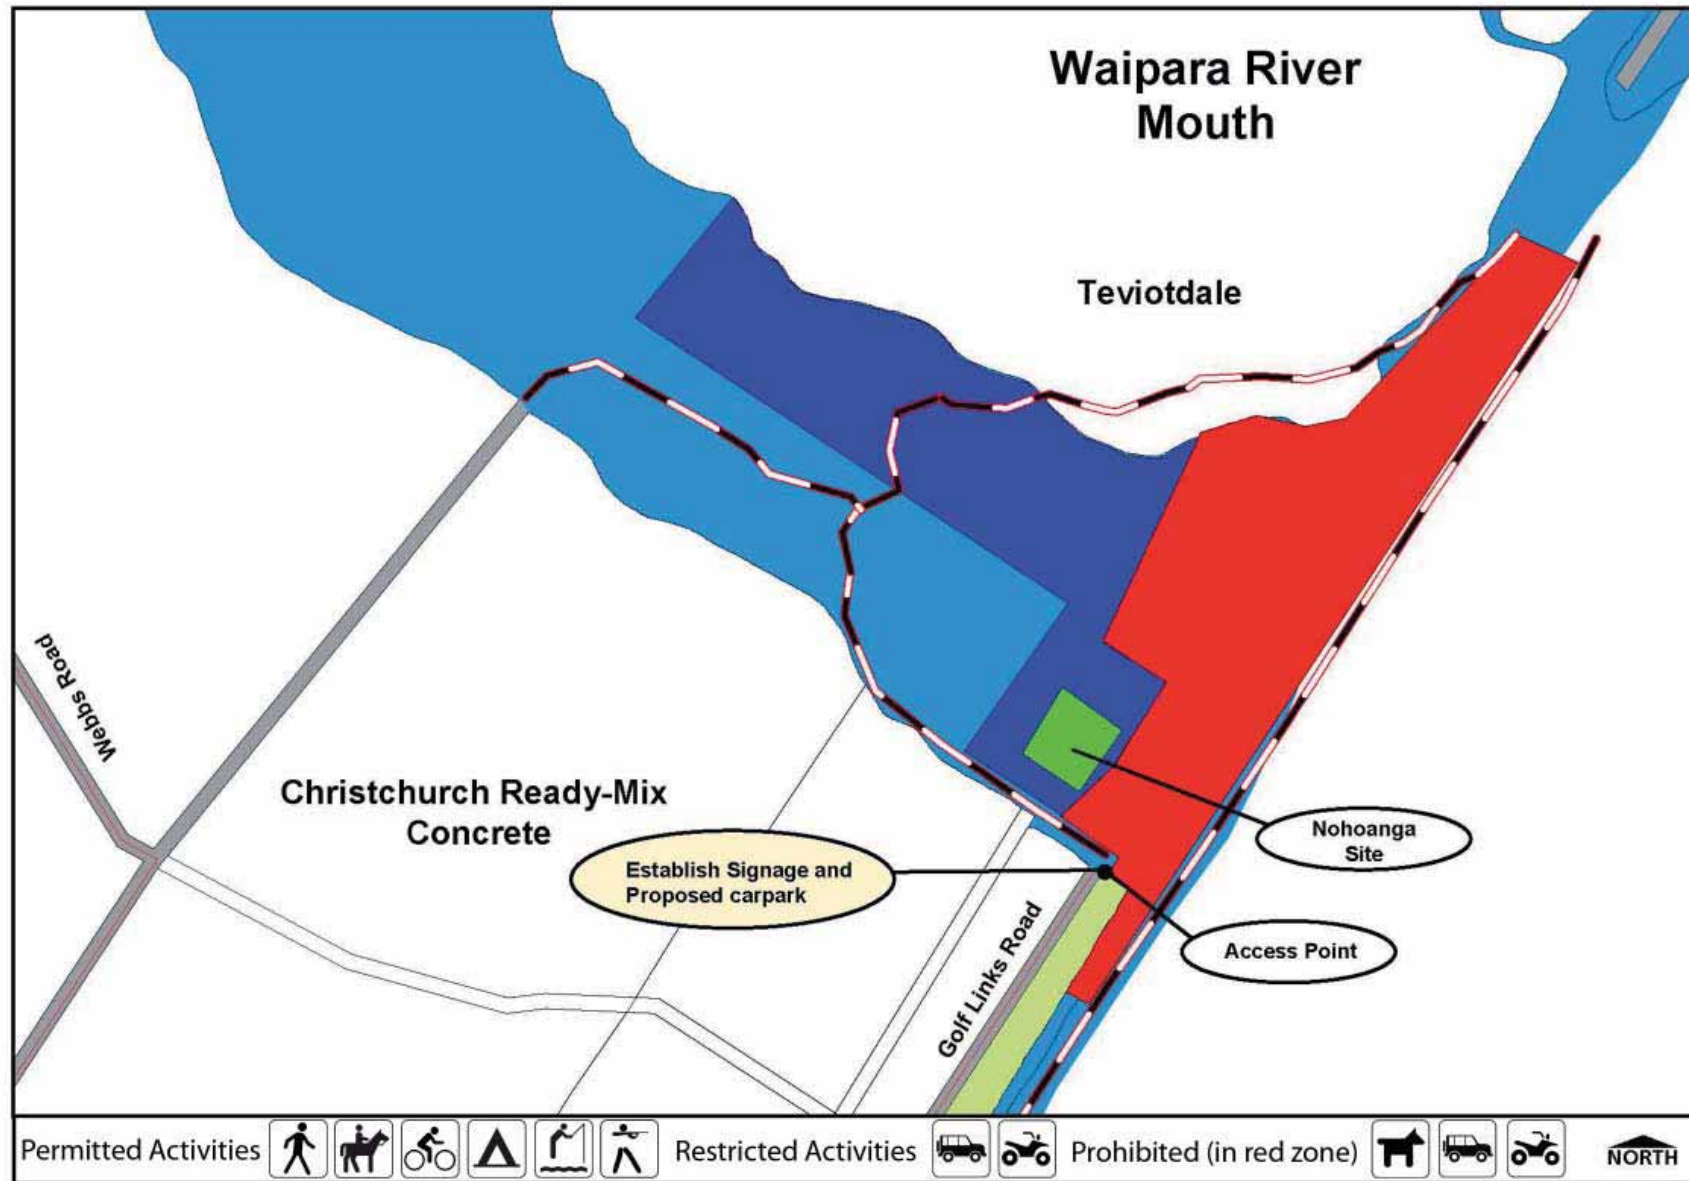 Waipara River
Mouth
Teviotdale
Webbs Road
Christchurch Ready-Mix
Concrete
Establish Signage and
Proposed carpark
Nohoanga
Site
Access Point
Golf Links Road
Permitted Activities
Restricted Activities
Prohibited (in red zone)
NORTH